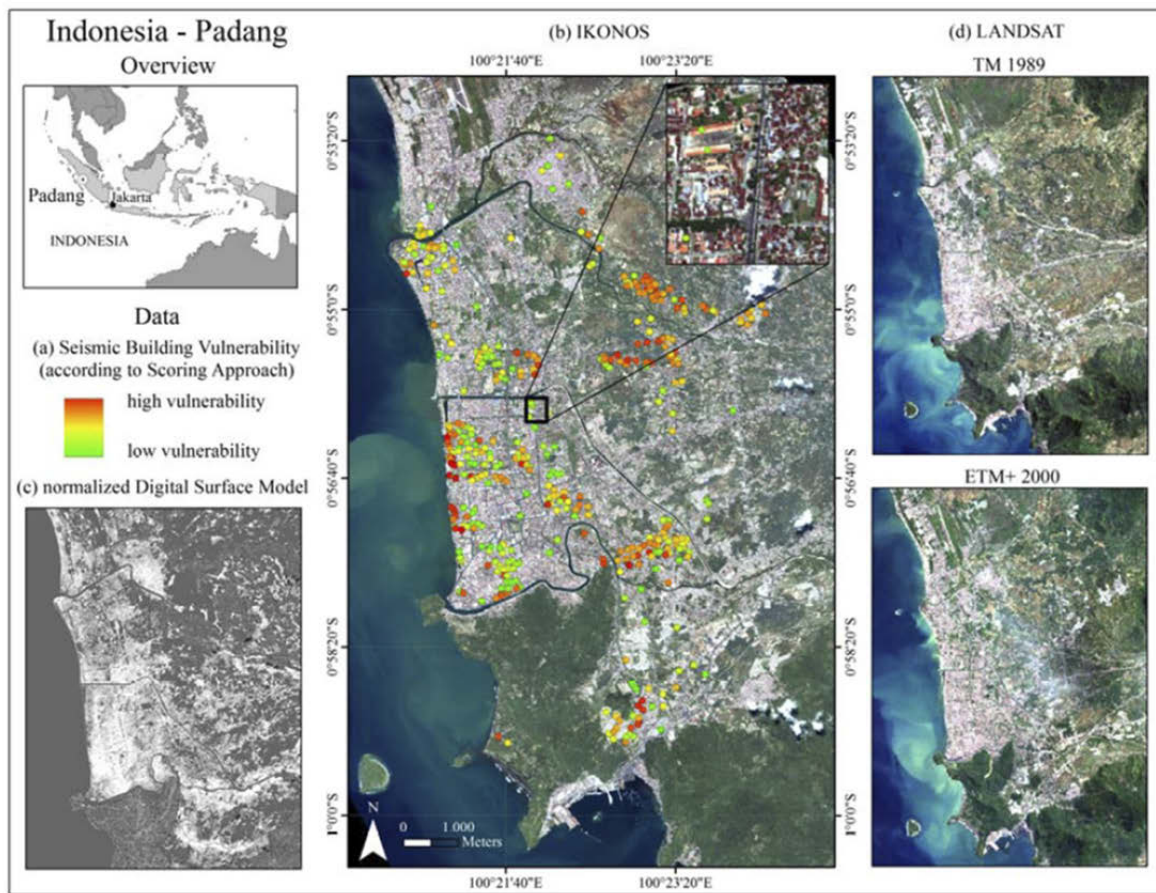 Indonesia - Padang
Overview
Padang
Jakarta
INDONESIA
Data
(a) Seismic Building Vulnerability
(according to Scoring Approach)
high vulnerability
low vulnerability
(c) normalized Digital Surface Model
(b) IKONOS
100°21'40"E
100°23'20"E
0°53'20"S
0°53'20"S
0°55'0"S
0°55'0"S
0°56'40"S
0°56'40"S
0°58'20"S
0°58'20"S
1°0'0"S
1°0'0"S
N
0
1.000
Meters
100°21'40"E
100°23'20"E
(d) LANDSAT
TM 1989
ETM+ 2000